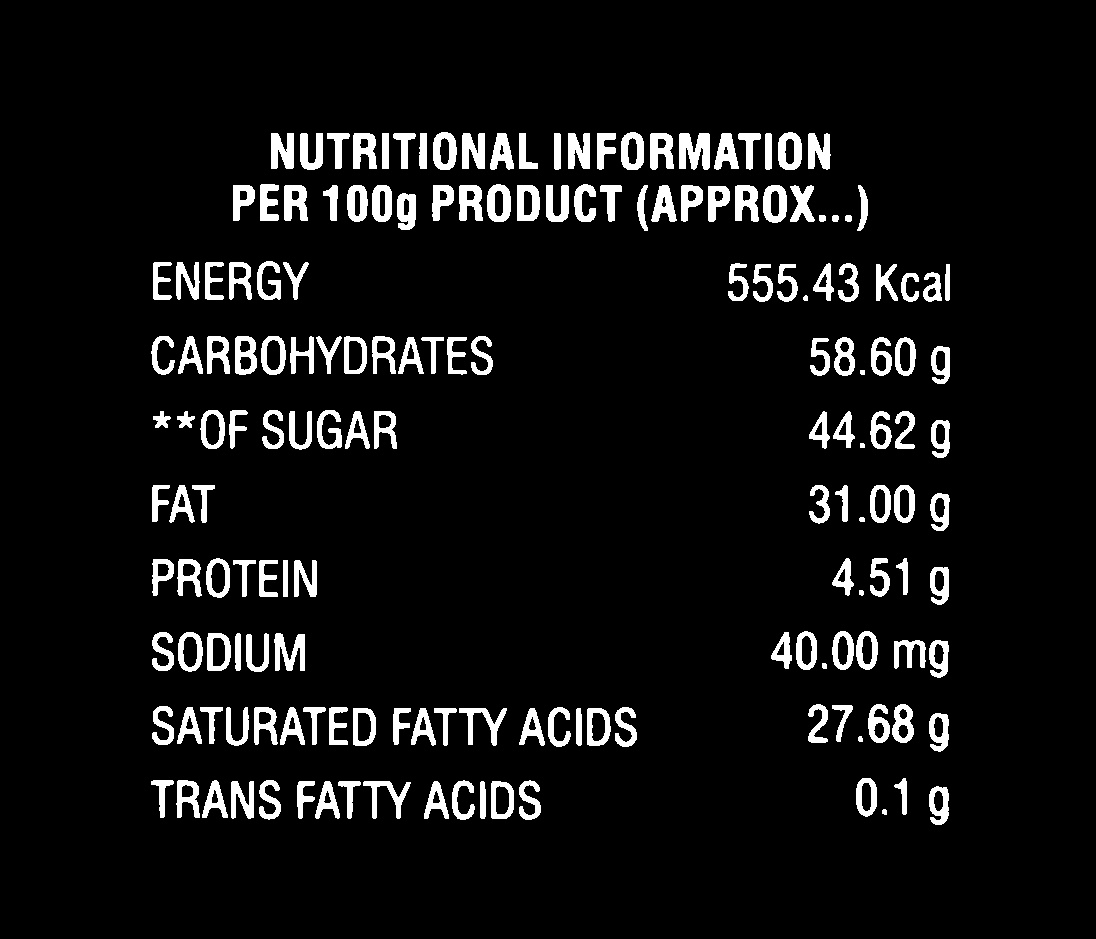 NUTRITIONAL INFORMATION
PER 100g PRODUCT (APPROX...)
ENERGY 555.43 Kcal
CARBOHYDRATES 58.60 g
**OF SUGAR 44.62 g
FAT 31.00 g
PROTEIN 4.51 g
SODIUM 40.00 mg
SATURATED FATTY ACIDS 27.68 g
TRANS FATTY ACIDS 0.1 g